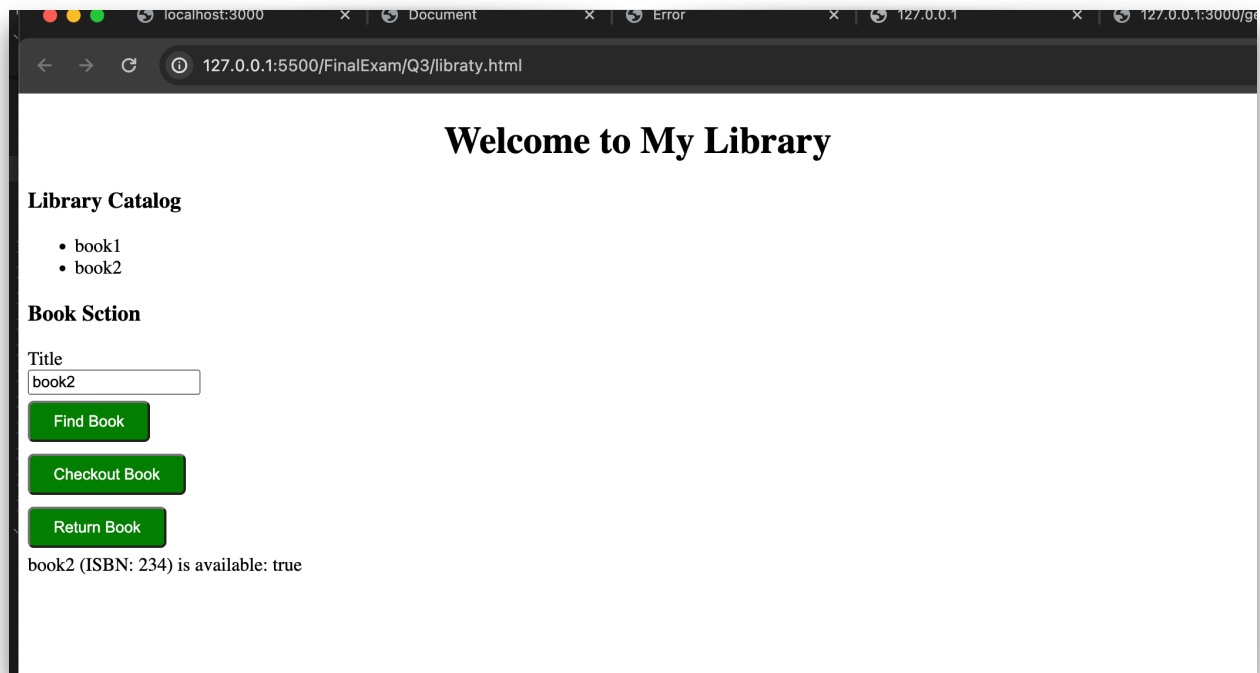 localhost:3000 Document Error 127.0.0.1 127.0.0.1:3000/ge
127.0.0.1:5500/FinalExam/Q3/libraty.html
Welcome to My Library
Library Catalog
book1
book2
Book Sction
Title
book2
Find Book
Checkout Book
Return Book
book2 (ISBN: 234) is available: true